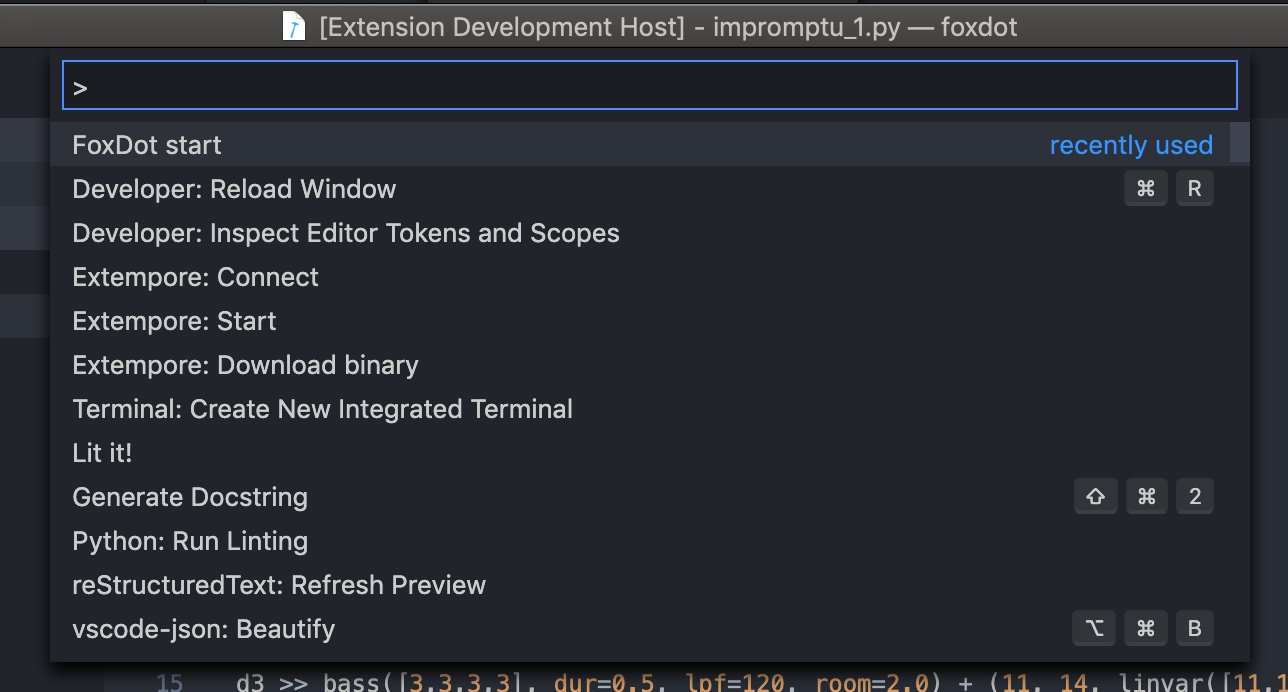 [Extension Development Host] - impromptu_1.py — foxdot
>
FoxDot start recently used
Developer: Reload Window ⌘ R
Developer: Inspect Editor Tokens and Scopes
Extempore: Connect
Extempore: Start
Extempore: Download binary
Terminal: Create New Integrated Terminal
Lit it!
Generate Docstring ⇧ ⌘ 2
Python: Run Linting
reStructuredText: Refresh Preview
vscode-json: Beautify ⌥ ⌘ B
15 d3 >> bass([3,3,3,3], dur=0.5, lpf=120, room=2.0) + (11, 14, linvar([11,1